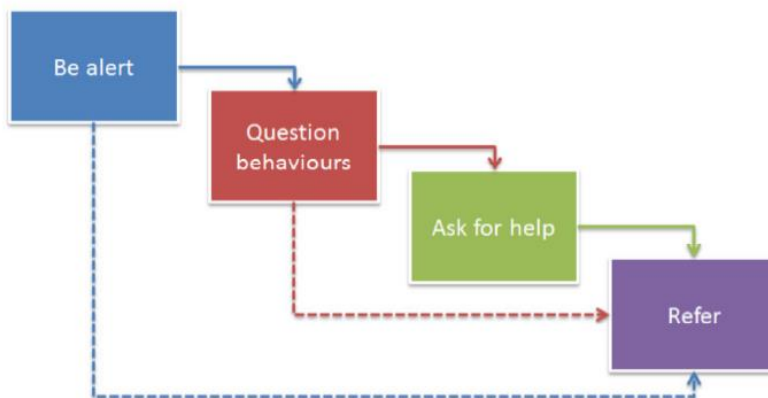 Be alert
Question
behaviours
Ask for help
Refer